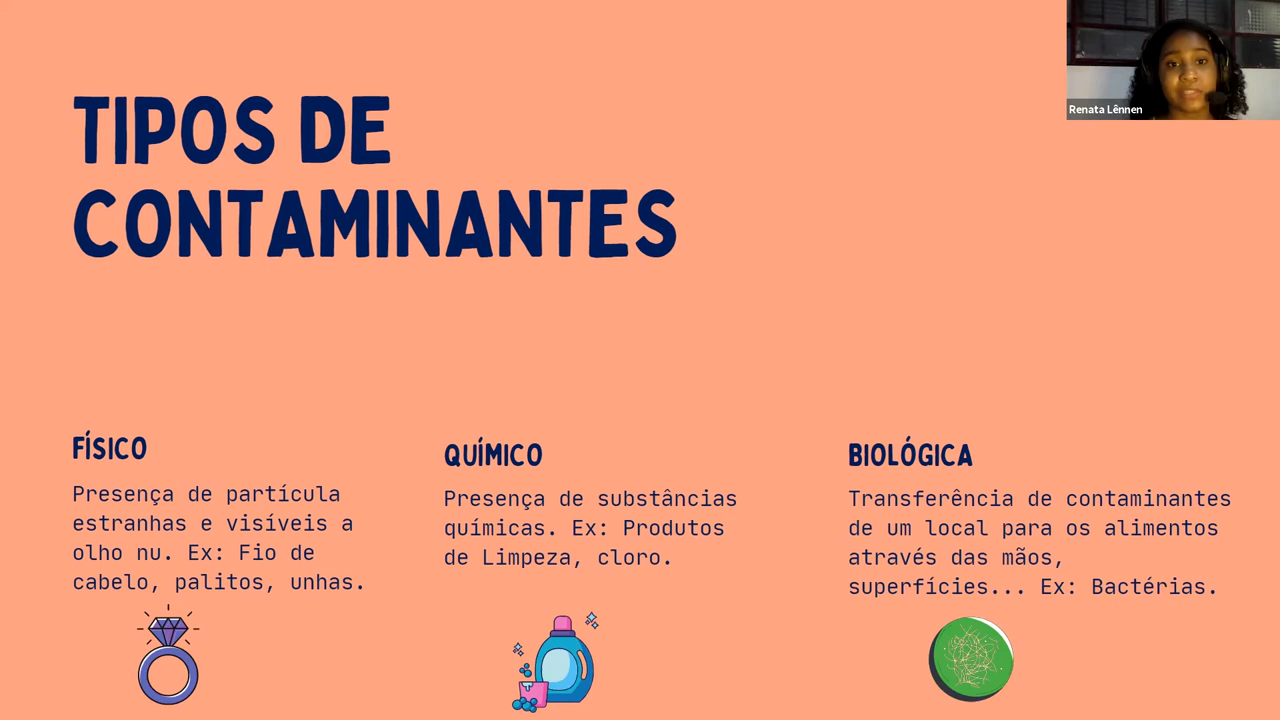 TIPOS DE
CONTAMINANTES
Renata Lênnen
FÍSICO
Presença de partícula
estranhas e visíveis a
olho nu. Ex: Fio de
cabelo, palitos, unhas.
QUÍMICO
Presença de substâncias
químicas. Ex: Produtos
de Limpeza, cloro.
BIOLÓGICA
Transferência de contaminantes
de um local para os alimentos
através das mãos,
superfícies... Ex: Bactérias.